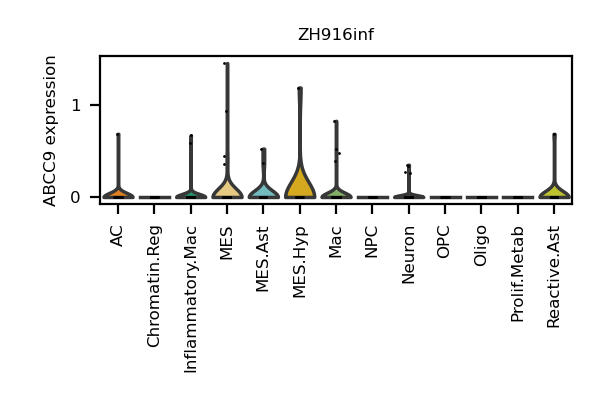 ZH916inf
ABCC9 expression
1
0
AC
Chromatin.Reg
Inflammatory.Mac
MES
MES.Ast
MES.Hyp
Mac
NPC
Neuron
OPC
Oligo
Prolif.Metab
Reactive.Ast